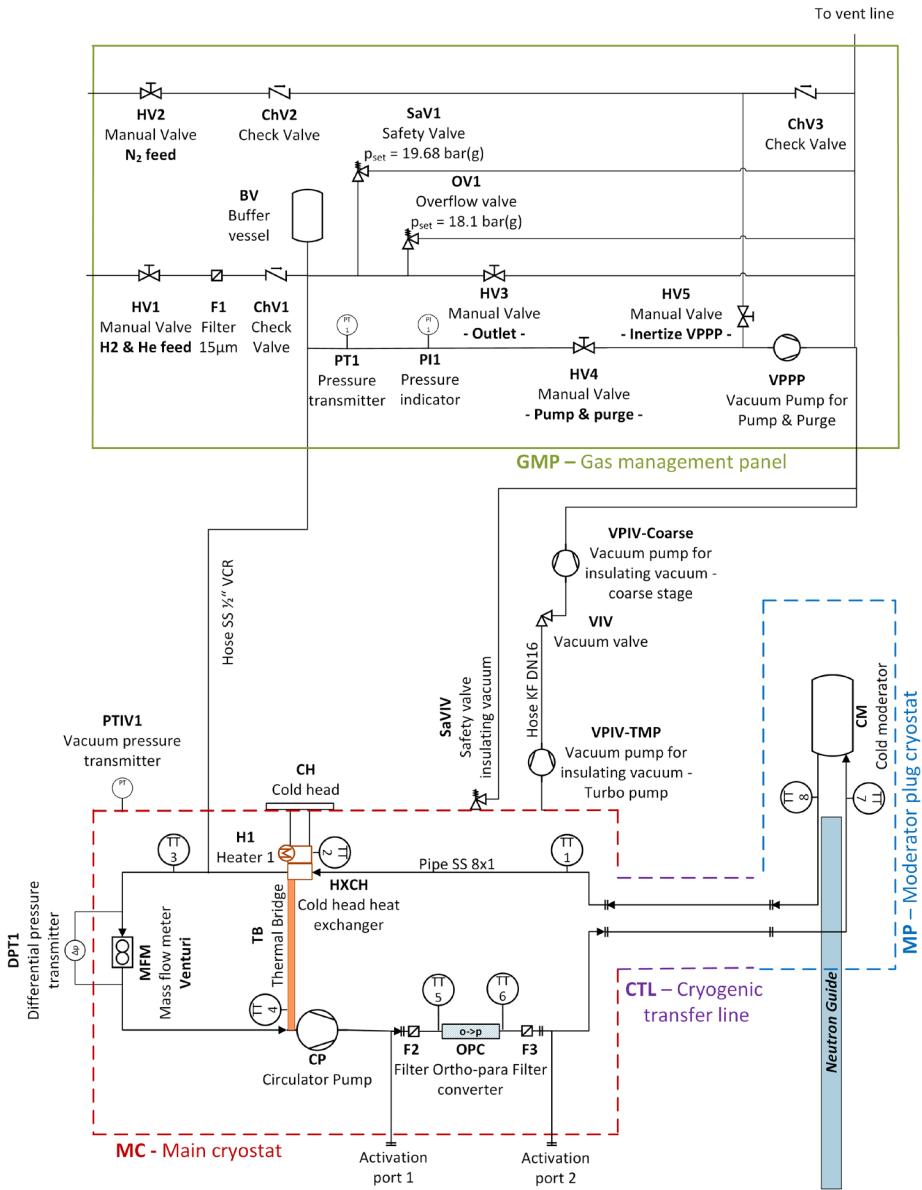 To vent line
HV2
Manual Valve
N₂ feed
ChV2
Check Valve
SaV1
Safety Valve
pset = 19.68 bar(g)
ChV3
Check Valve
BV
Buffer
vessel
OV1
Overflow valve
pset = 18.1 bar(g)
HV1
Manual Valve
H2 & He feed
F1
Filter
15µm
ChV1
Check
Valve
HV3
Manual Valve
- Outlet -
HV5
Manual Valve
- Inertize VPPP -
PT
1
PI
1
PT1
Pressure
transmitter
PI1
Pressure
indicator
HV4
Manual Valve
- Pump & purge -
VPPP
Vacuum Pump for
Pump & Purge
GMP – Gas management panel
Hose SS ½“ VCR
VPIV-Coarse
Vacuum pump for
insulating vacuum -
coarse stage
VIV
Vacuum valve
Hose KF DN16
SaVIV
Safety valve
insulating vacuum
VPIV-TMP
Vacuum pump for
insulating vacuum -
Turbo pump
CM
Cold moderator
MP – Moderator plug cryostat
PTIV1
Vacuum pressure
transmitter
PT
CH
Cold head
H1
Heater 1
TT
2
TT
3
TT
1
TT
8
TT
7
Pipe SS 8x1
HXCH
Cold head heat
exchanger
TB
Thermal Bridge
DPT1
Differential pressure
transmitter
Δp
MFM
Mass flow meter
Venturi
TT
4
TT
5
TT
6
CP
Circulator Pump
F2
Filter
o->p
OPC
Ortho-para
converter
F3
Filter
CTL – Cryogenic
transfer line
Neutron Guide
MC - Main cryostat
Activation
port 1
Activation
port 2